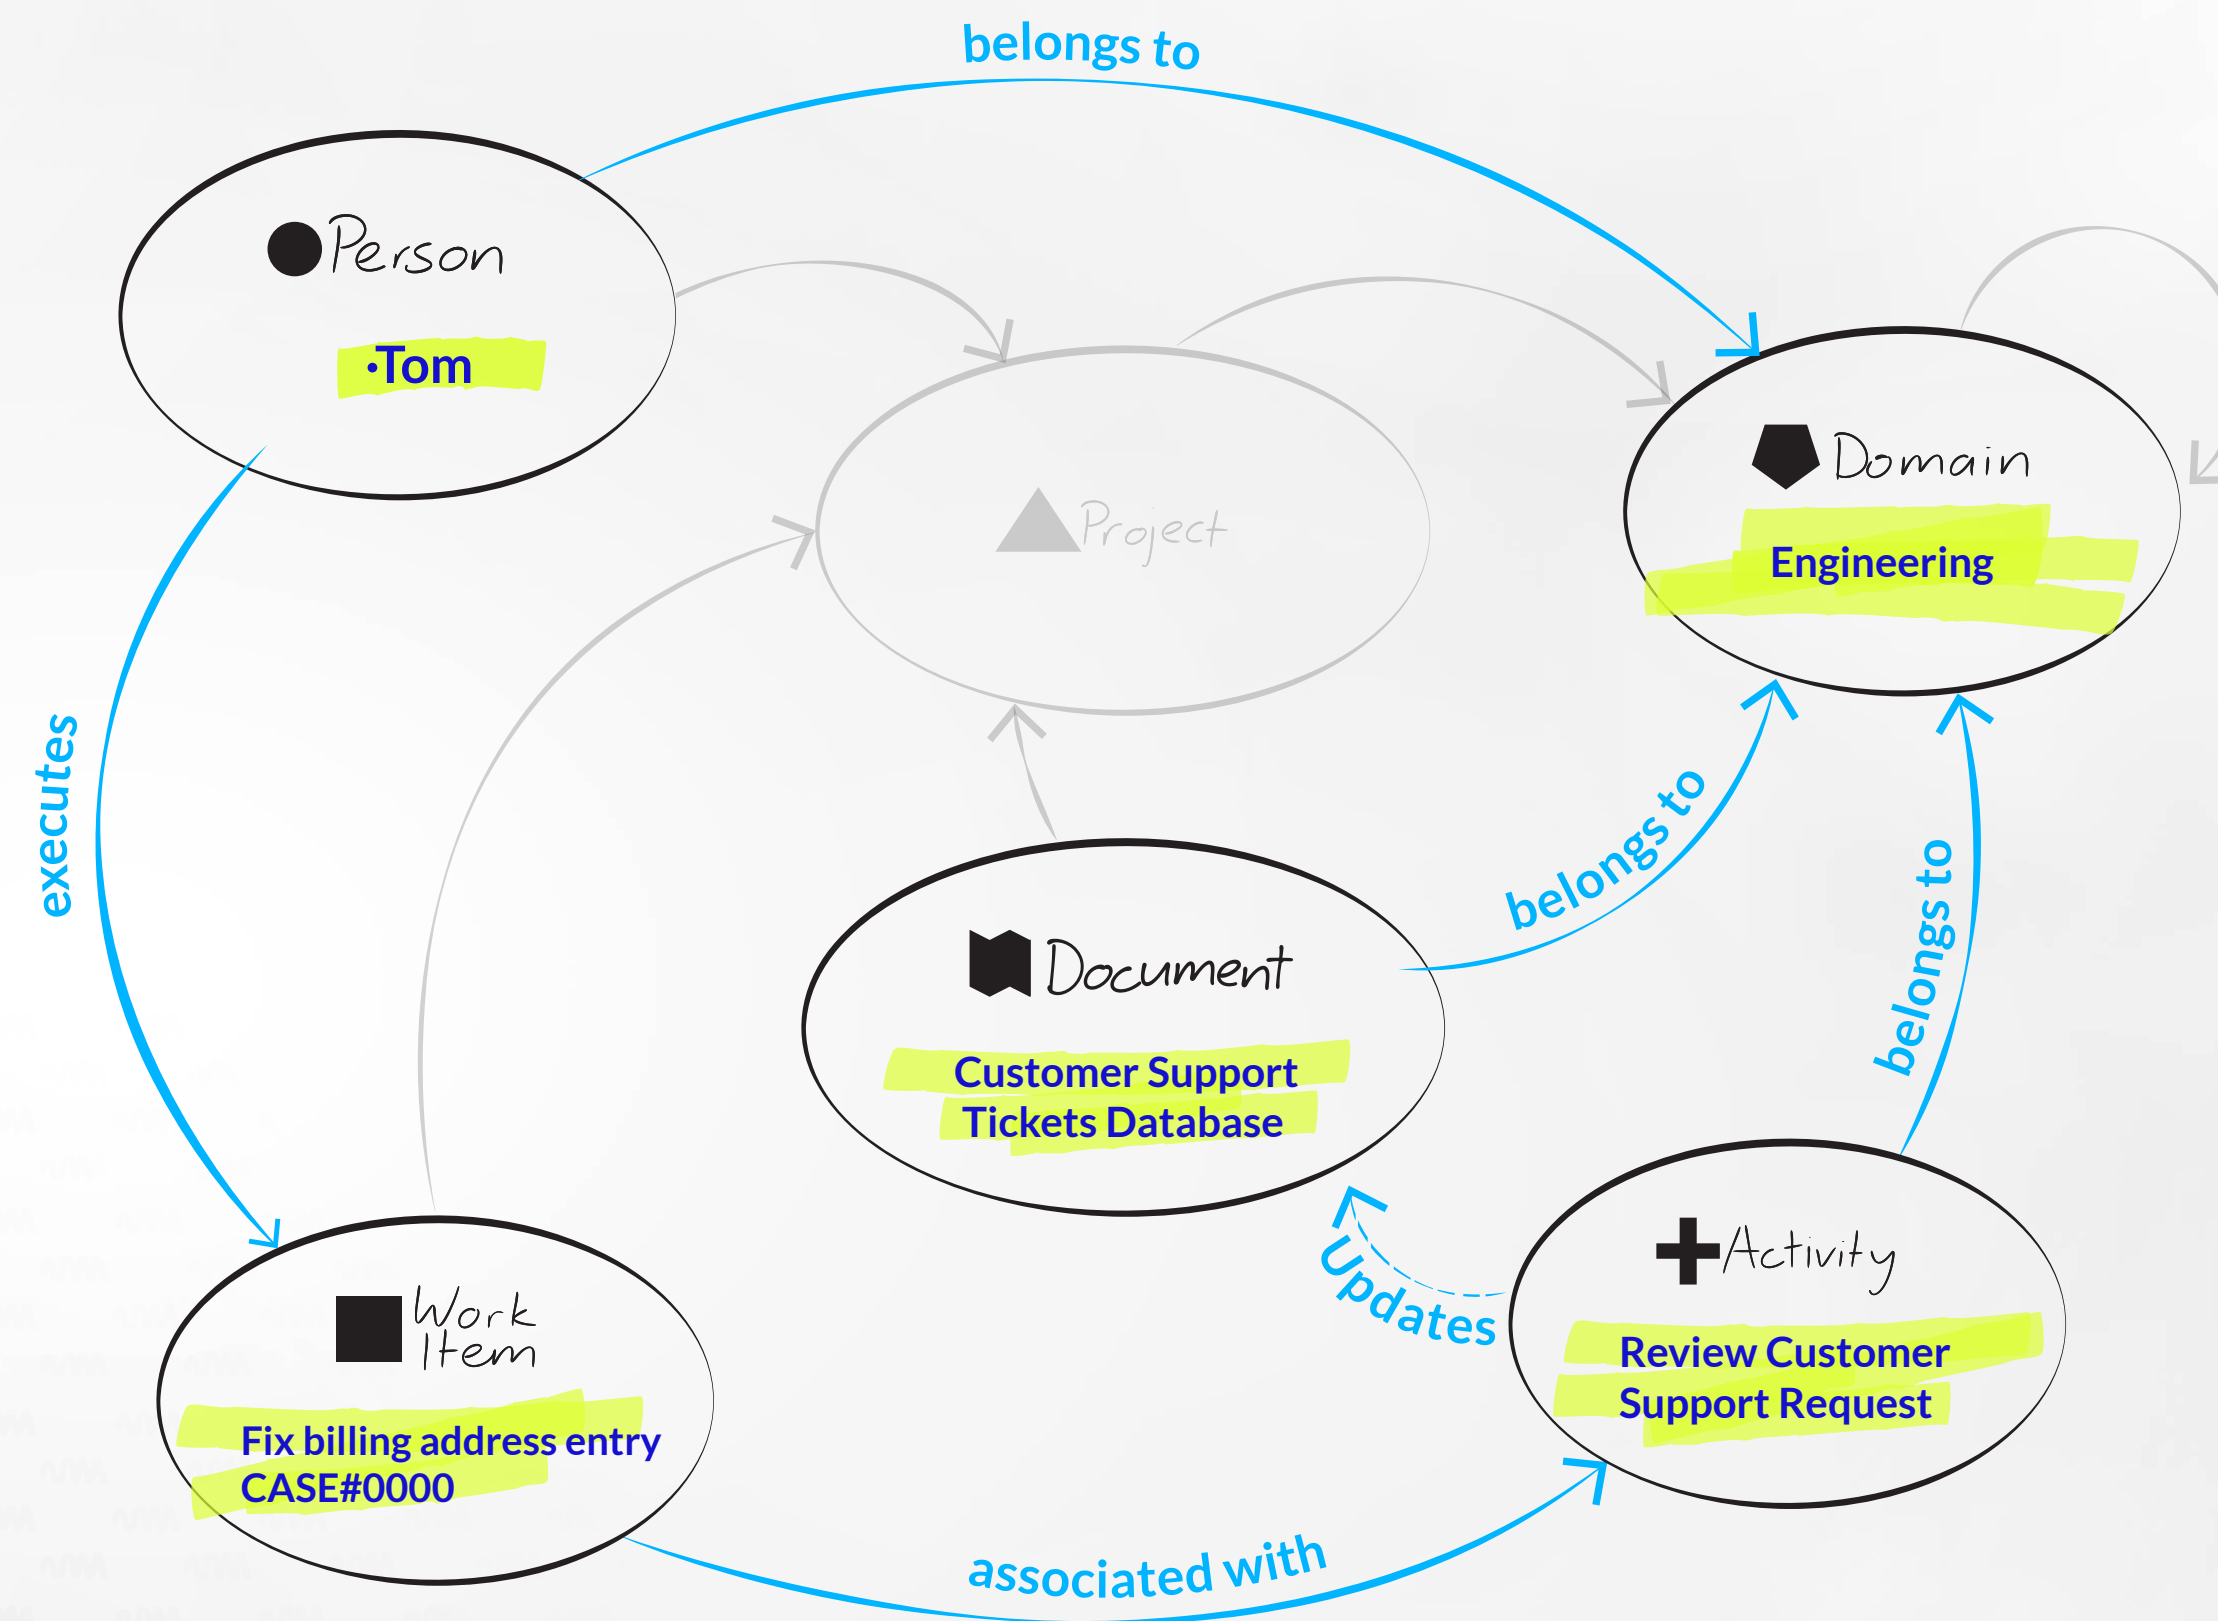 belongs to
Person
•Tom
Project
Domain
Engineering
executes
belongs to
belongs to
Document
Customer Support
Tickets Database
Updates
Activity
Review Customer
Support Request
Work
Item
Fix billing address entry
CASE#0000
associated with